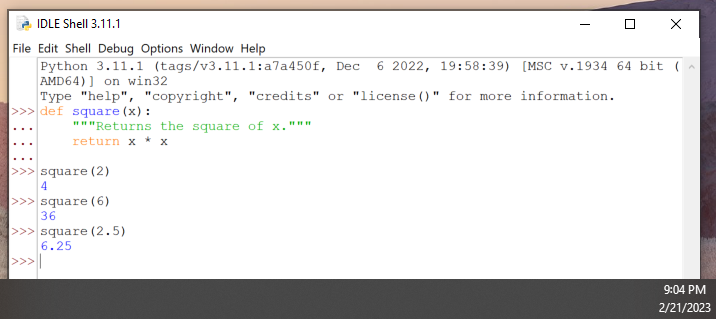 IDLE Shell 3.11.1
File Edit Shell Debug Options Window Help
Python 3.11.1 (tags/v3.11.1:a7a450f, Dec  6 2022, 19:58:39) [MSC v.1934 64 bit (
AMD64)] on win32
Type "help", "copyright", "credits" or "license()" for more information.
>>> def square(x):
...     """Returns the square of x."""
...     return x * x
...
>>> square(2)
4
>>> square(6)
36
>>> square(2.5)
6.25
>>>
9:04 PM
2/21/2023